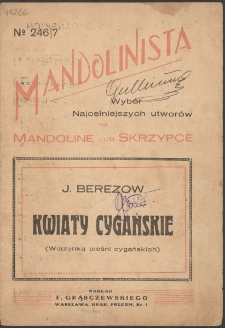 № 2467
MANDOLINISTA
Wybór
Najcelniejszych utworów
na
MANDOLINE lub SKRZYPCE
J. BEREZOW
KWIATY CYGAŃSKIE
(Wiązanka pieśni cygańskich)
NAKŁAD
F. GRĄBCZEWSKIEGO
WARSZAWA KRAK. PRZEDM. Nr. 1